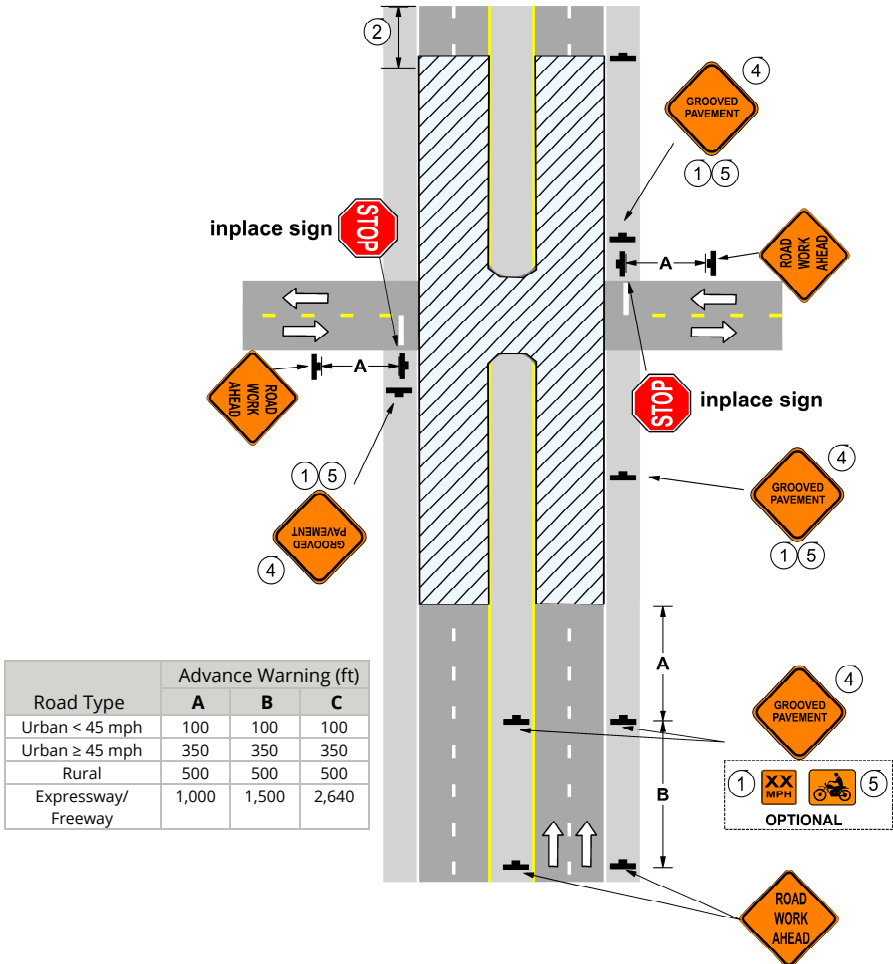 2
4
GROOVED
PAVEMENT
1 5
inplace sign
STOP
A
ROAD
WORK
AHEAD
A
ROAD
WORK
AHEAD
STOP
inplace sign
4
GROOVED
PAVEMENT
1 5
1 5
GROOVED
PAVEMENT
4
A
4
GROOVED
PAVEMENT
B
1 XX MPH 5
OPTIONAL
ROAD
WORK
AHEAD
Road Type Advance Warning (ft)
A B C
Urban < 45 mph 100 100 100
Urban ≥ 45 mph 350 350 350
Rural 500 500 500
Expressway/ 1,000 1,500 2,640
Freeway